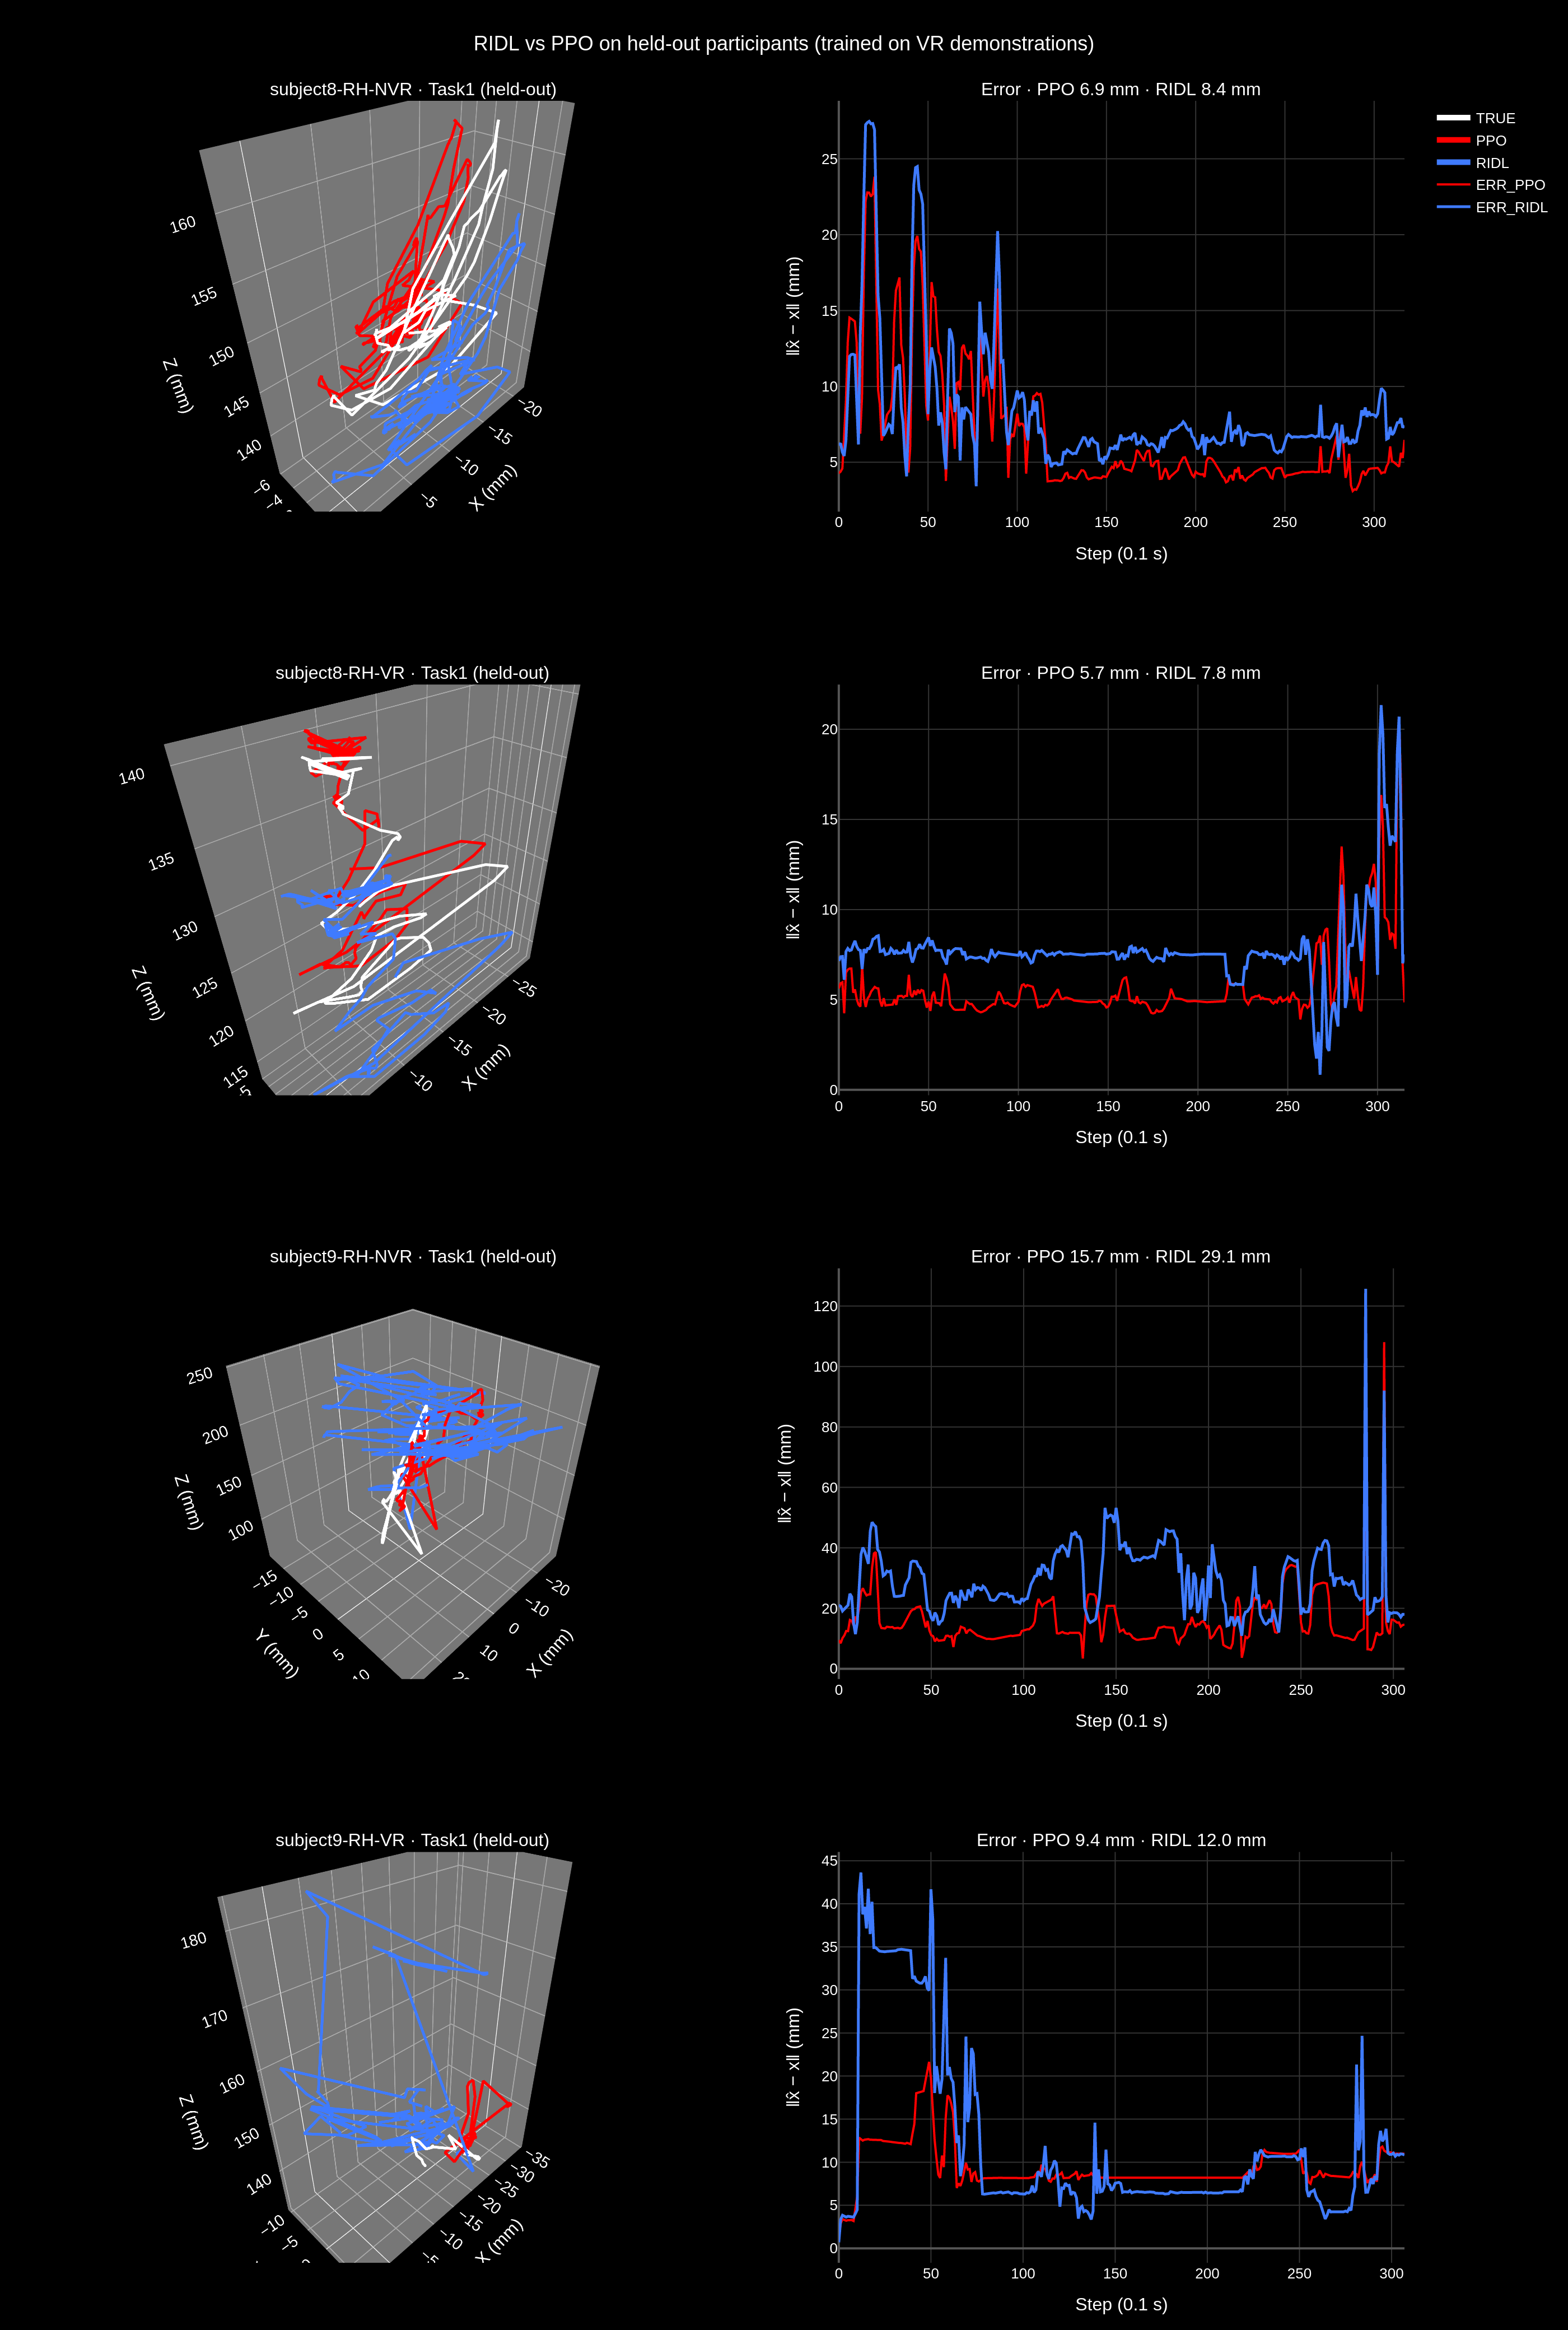 RIDL vs PPO on held-out participants (trained on VR demonstrations)
subject8-RH-NVR · Task1 (held-out)
160
155
150
145
140
Z (mm)
−6
−4
−5
−10
−15
−20
X (mm)
Error · PPO 6.9 mm · RIDL 8.4 mm
25
20
15
10
5
‖x̂ − x‖ (mm)
0 50 100 150 200 250 300
Step (0.1 s)
TRUE
PPO
RIDL
ERR_PPO
ERR_RIDL
subject8-RH-VR · Task1 (held-out)
140
135
130
125
120
115
Z (mm)
5
−10
−15
−20
−25
X (mm)
Error · PPO 5.7 mm · RIDL 7.8 mm
20
15
10
5
0
‖x̂ − x‖ (mm)
0 50 100 150 200 250 300
Step (0.1 s)
subject9-RH-NVR · Task1 (held-out)
250
200
150
100
Z (mm)
−15
−10
−5
0
5
10
Y (mm)
10
0
−10
−20
X (mm)
Error · PPO 15.7 mm · RIDL 29.1 mm
120
100
80
60
40
20
0
‖x̂ − x‖ (mm)
0 50 100 150 200 250 300
Step (0.1 s)
subject9-RH-VR · Task1 (held-out)
180
170
160
150
140
Z (mm)
−10
−5
−5
−10
−15
−20
−25
−30
−35
X (mm)
Error · PPO 9.4 mm · RIDL 12.0 mm
45
40
35
30
25
20
15
10
5
0
‖x̂ − x‖ (mm)
0 50 100 150 200 250 300
Step (0.1 s)